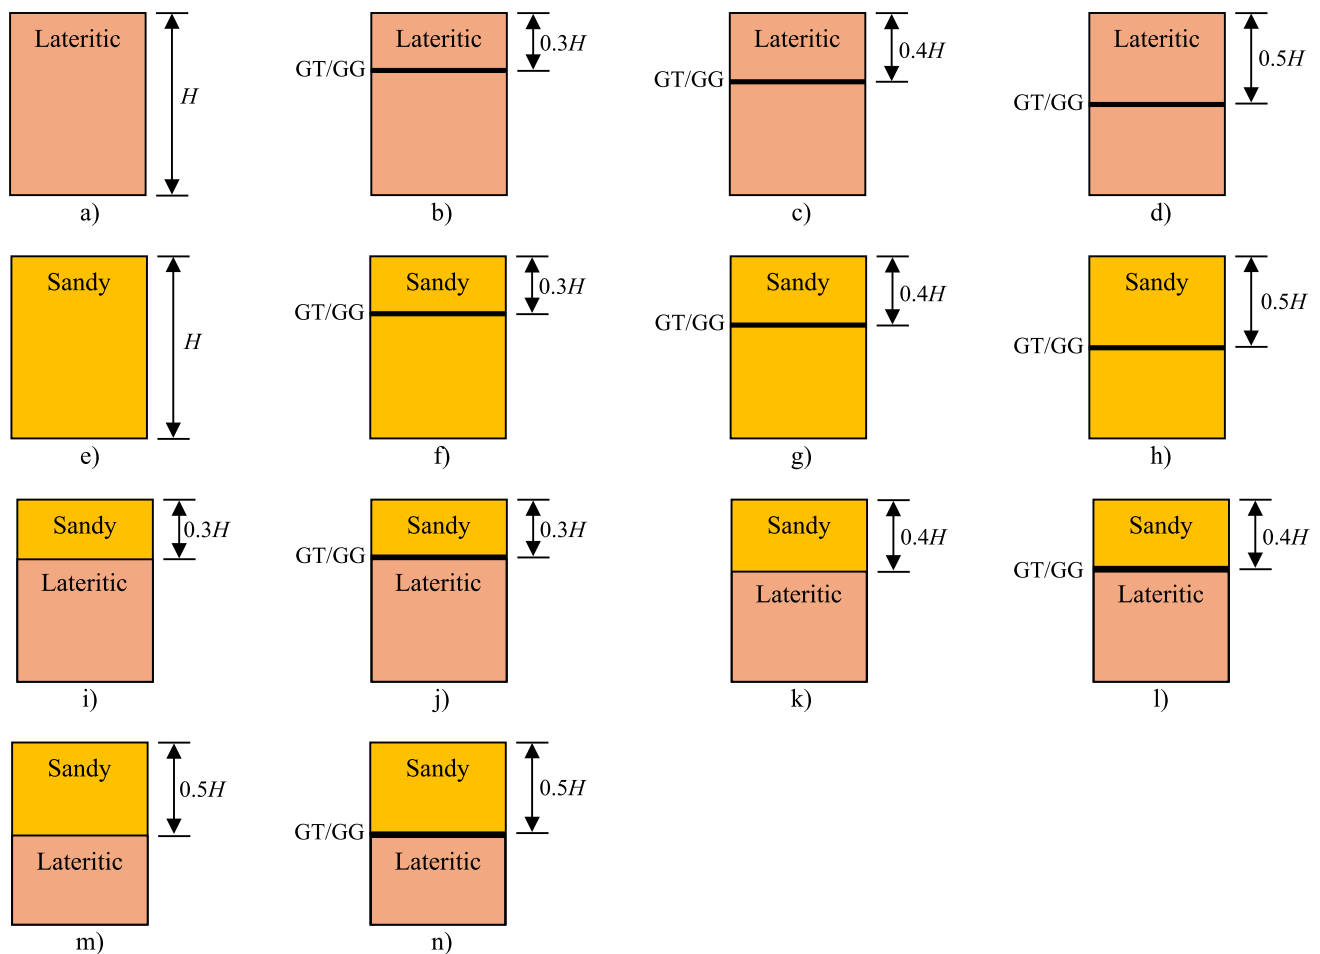 Lateritic
H
a)
Lateritic
0.3H
GT/GG
b)
Lateritic
0.4H
GT/GG
c)
Lateritic
0.5H
GT/GG
d)
Sandy
H
e)
Sandy
0.3H
GT/GG
f)
Sandy
0.4H
GT/GG
g)
Sandy
0.5H
GT/GG
h)
Sandy
0.3H
Lateritic
i)
Sandy
0.3H
GT/GG
Lateritic
j)
Sandy
0.4H
Lateritic
k)
Sandy
0.4H
GT/GG
Lateritic
l)
Sandy
0.5H
Lateritic
m)
Sandy
0.5H
GT/GG
Lateritic
n)